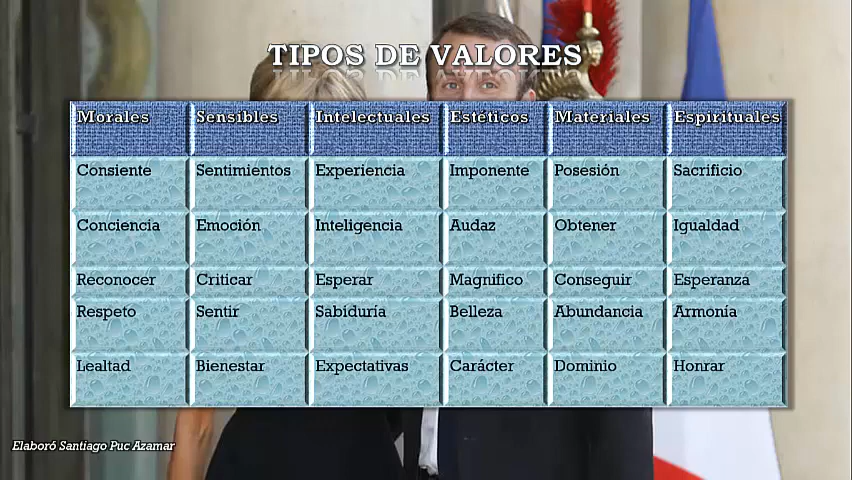 TIPOS DE VALORES
Morales Sensibles Intelectuales Estéticos Materiales Espirituales
Consiente Sentimientos Experiencia Imponente Posesión Sacrificio
Conciencia Emoción Inteligencia Audaz Obtener Igualdad
Reconocer Criticar Esperar Magnifico Conseguir Esperanza
Respeto Sentir Sabiduría Belleza Abundancia Armonía
Lealtad Bienestar Expectativas Carácter Dominio Honrar
Elaboró Santiago Puc Azamar